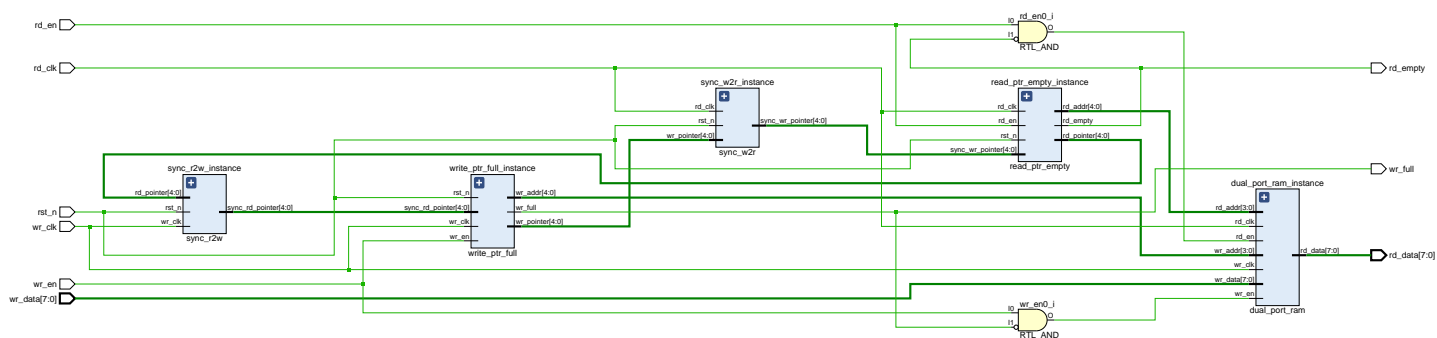 rd_en
rd_clk
rst_n
wr_clk
wr_en
wr_data[7:0]
sync_r2w_instance
rd_pointer[4:0]
rst_n
wr_clk
sync_rd_pointer[4:0]
sync_r2w
write_ptr_full_instance
rst_n
sync_rd_pointer[4:0]
wr_clk
wr_en
wr_addr[4:0]
wr_full
wr_pointer[4:0]
write_ptr_full
sync_w2r_instance
rd_clk
rst_n
wr_pointer[4:0]
sync_wr_pointer[4:0]
sync_w2r
rd_en0_i
I0
I1
O
RTL_AND
read_ptr_empty_instance
rd_clk
rd_en
rst_n
sync_wr_pointer[4:0]
rd_addr[4:0]
rd_empty
rd_pointer[4:0]
read_ptr_empty
wr_en0_i
I0
I1
O
RTL_AND
dual_port_ram_instance
rd_addr[3:0]
rd_clk
rd_en
wr_addr[3:0]
wr_clk
wr_data[7:0]
wr_en
rd_data[7:0]
dual_port_ram
rd_empty
wr_full
rd_data[7:0]